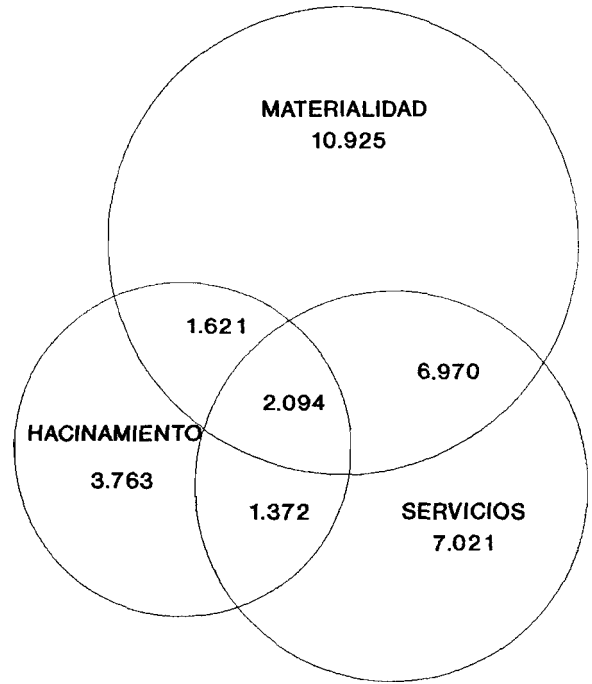 MATERIALIDAD
10.925
1.621
6.970
2.094
HACINAMIENTO
3.763
1.372
SERVICIOS
7.021